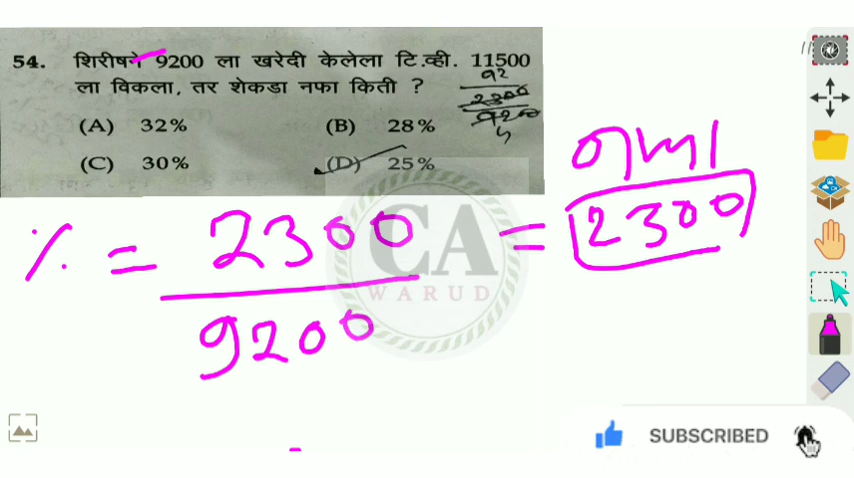 54. शिरीषने 9200 ला खरेदी केलेला टि.व्ही. 11500
ला विकला, तर शेकडा नफा किती ?
92
2300
9200
(A) 32% (B) 28%
(C) 30% (D) 25%
नफा
% = 2300 = 2300
9200
CA
WARUD
SUBSCRIBED